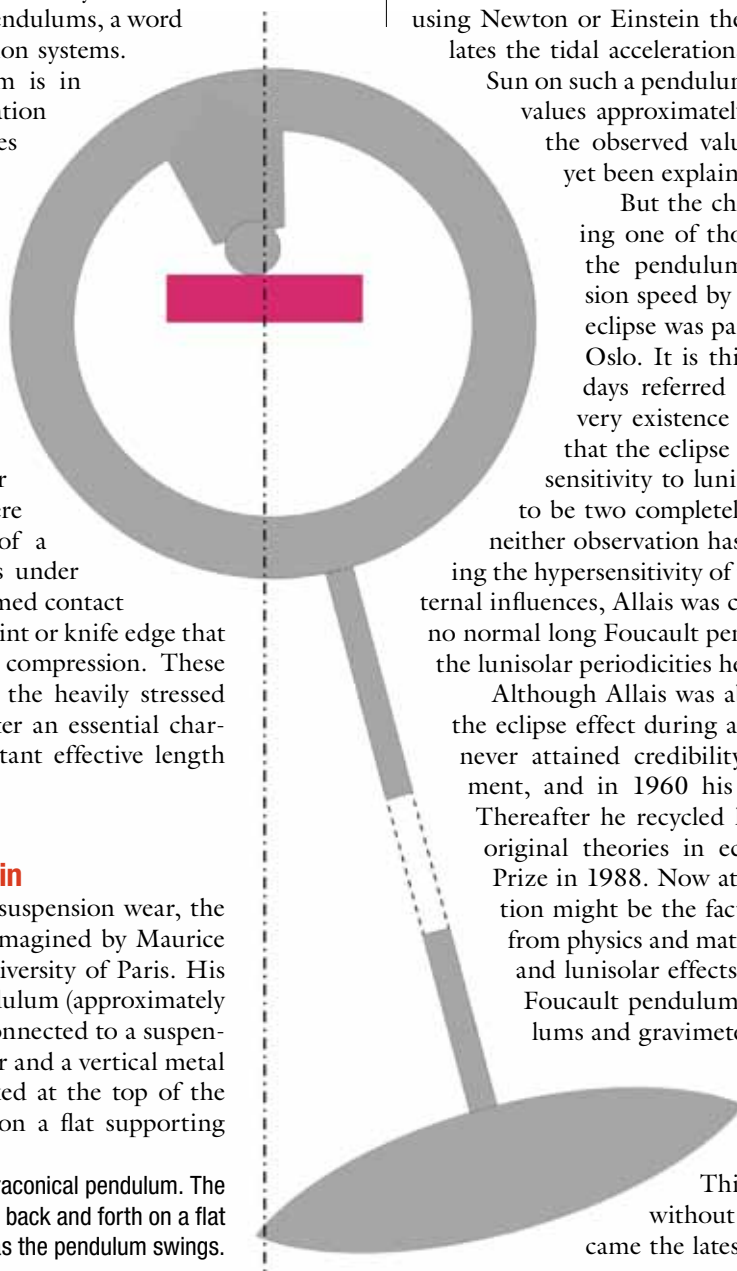 endulums, a word
on systems.
m is in
tion
es
r
ere
of a
s under
med contact
int or knife edge that
compression. These
the heavily stressed
ter an essential char-
tant effective length
in
suspension wear, the
magined by Maurice
iversity of Paris. His
dulum (approximately
onnected to a suspen-
r and a vertical metal
ed at the top of the
on a flat supporting
raconical pendulum. The
back and forth on a flat
as the pendulum swings.
using Newton or Einstein the
lates the tidal acceleration
Sun on such a pendulum
values approximately
the observed valu
yet been explain
But the ch
ing one of tho
the pendulum
sion speed by
eclipse was pa
Oslo. It is thi
days referred
very existence
that the eclipse
sensitivity to luni
to be two completel
neither observation has
ing the hypersensitivity of
ternal influences, Allais was c
no normal long Foucault pen
the lunisolar periodicities he
Although Allais was ab
the eclipse effect during a
never attained credibility
ment, and in 1960 his
Thereafter he recycled
original theories in ec
Prize in 1988. Now at
tion might be the fact
from physics and mat
and lunisolar effects
Foucault pendulum
lums and gravimete
Thi
without
came the lates